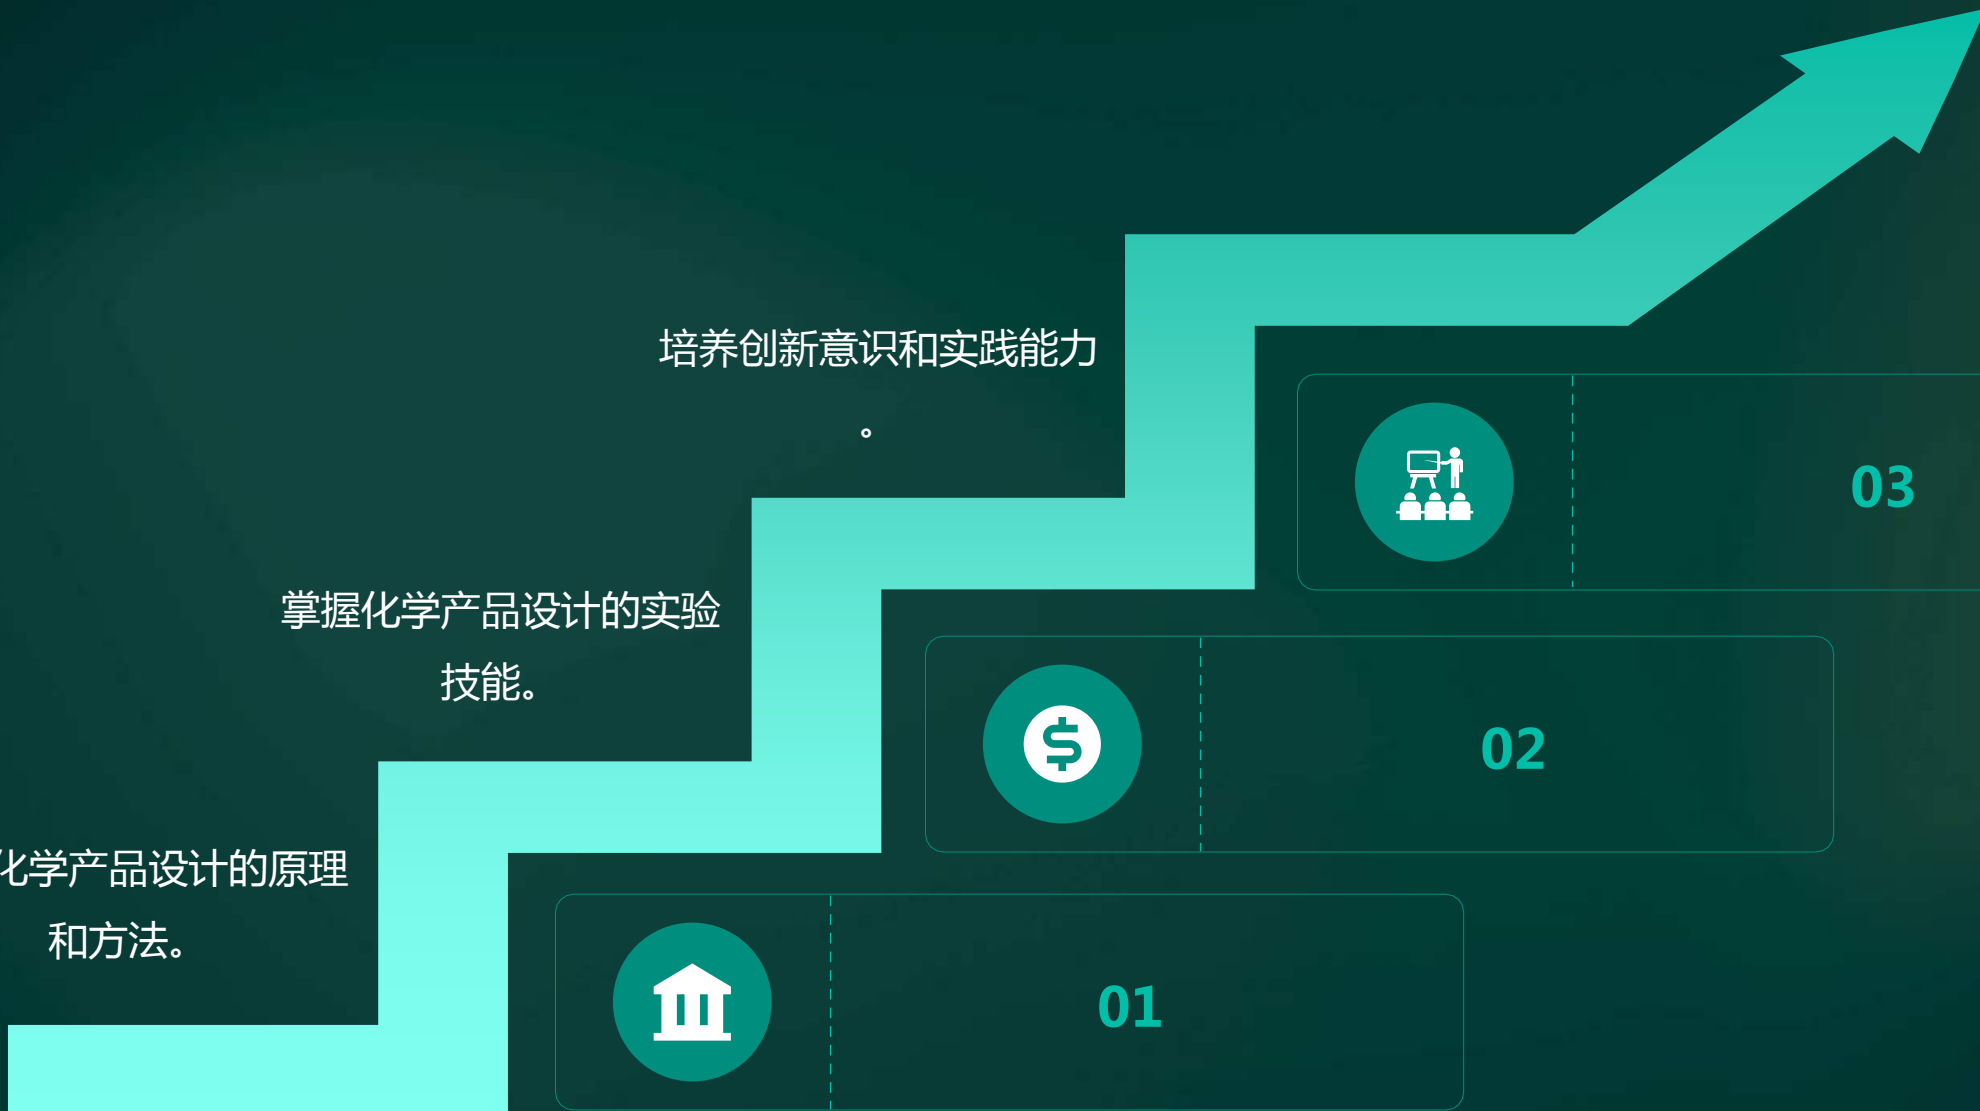 培养创新意识和实践能力
。
03
掌握化学产品设计的实验
技能。
02
化学产品设计的原理
和方法。
01